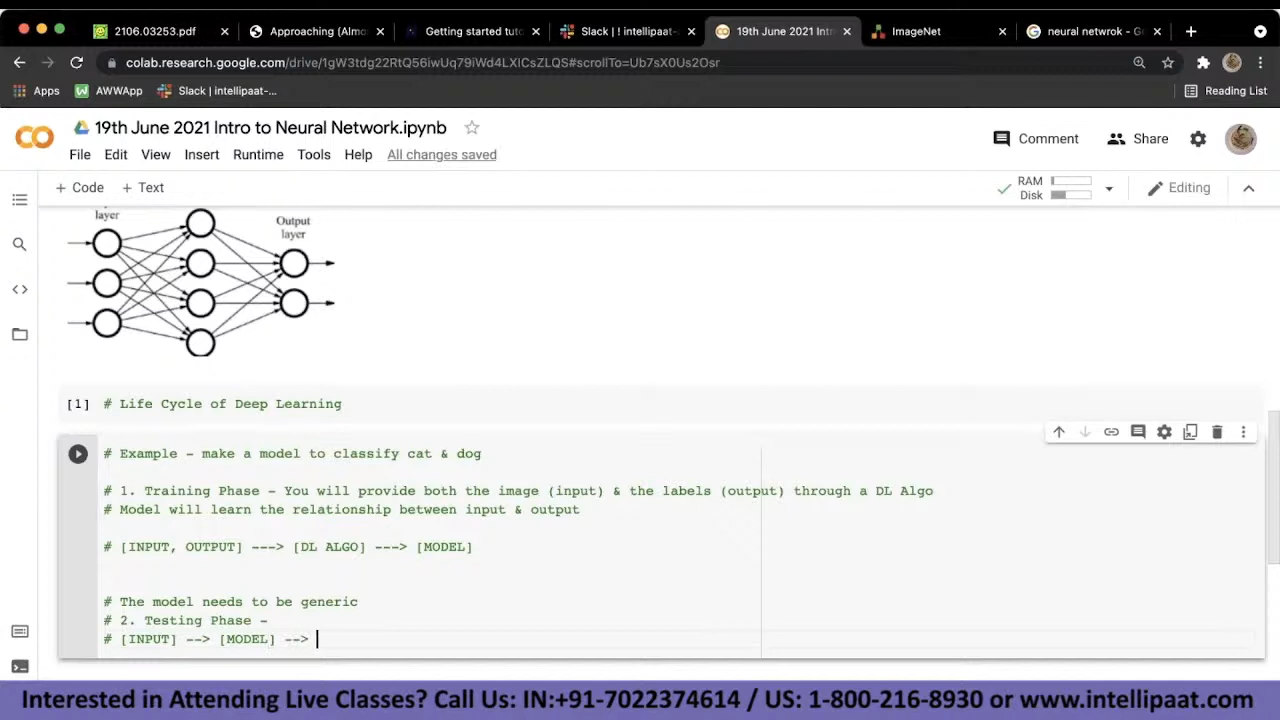 2106.03253.pdf
Approaching (Almo
Getting started tuto
Slack | ! intellipaat-
19th June 2021 Intro
ImageNet
neural netwrok - Go
colab.research.google.com/drive/1gW3tdg22RtQ56iwUq79iWd4LXICsZLQS#scrollTo=Ub7sX0Us2Osr
Apps
AWWApp
Slack | intellipaat-...
Reading List
19th June 2021 Intro to Neural Network.ipynb
Comment
Share
File Edit View Insert Runtime Tools Help All changes saved
+ Code + Text
RAM
Disk
Editing
layer
Output
layer
[1] # Life Cycle of Deep Learning
# Example - make a model to classify cat & dog
# 1. Training Phase - You will provide both the image (input) & the labels (output) through a DL Algo
# Model will learn the relationship between input & output
# [INPUT, OUTPUT] ---> [DL ALGO] ---> [MODEL]
# The model needs to be generic
# 2. Testing Phase -
# [INPUT] --> [MODEL] -->
Interested in Attending Live Classes? Call Us: IN:+91-7022374614 / US: 1-800-216-8930 or www.intellipaat.com